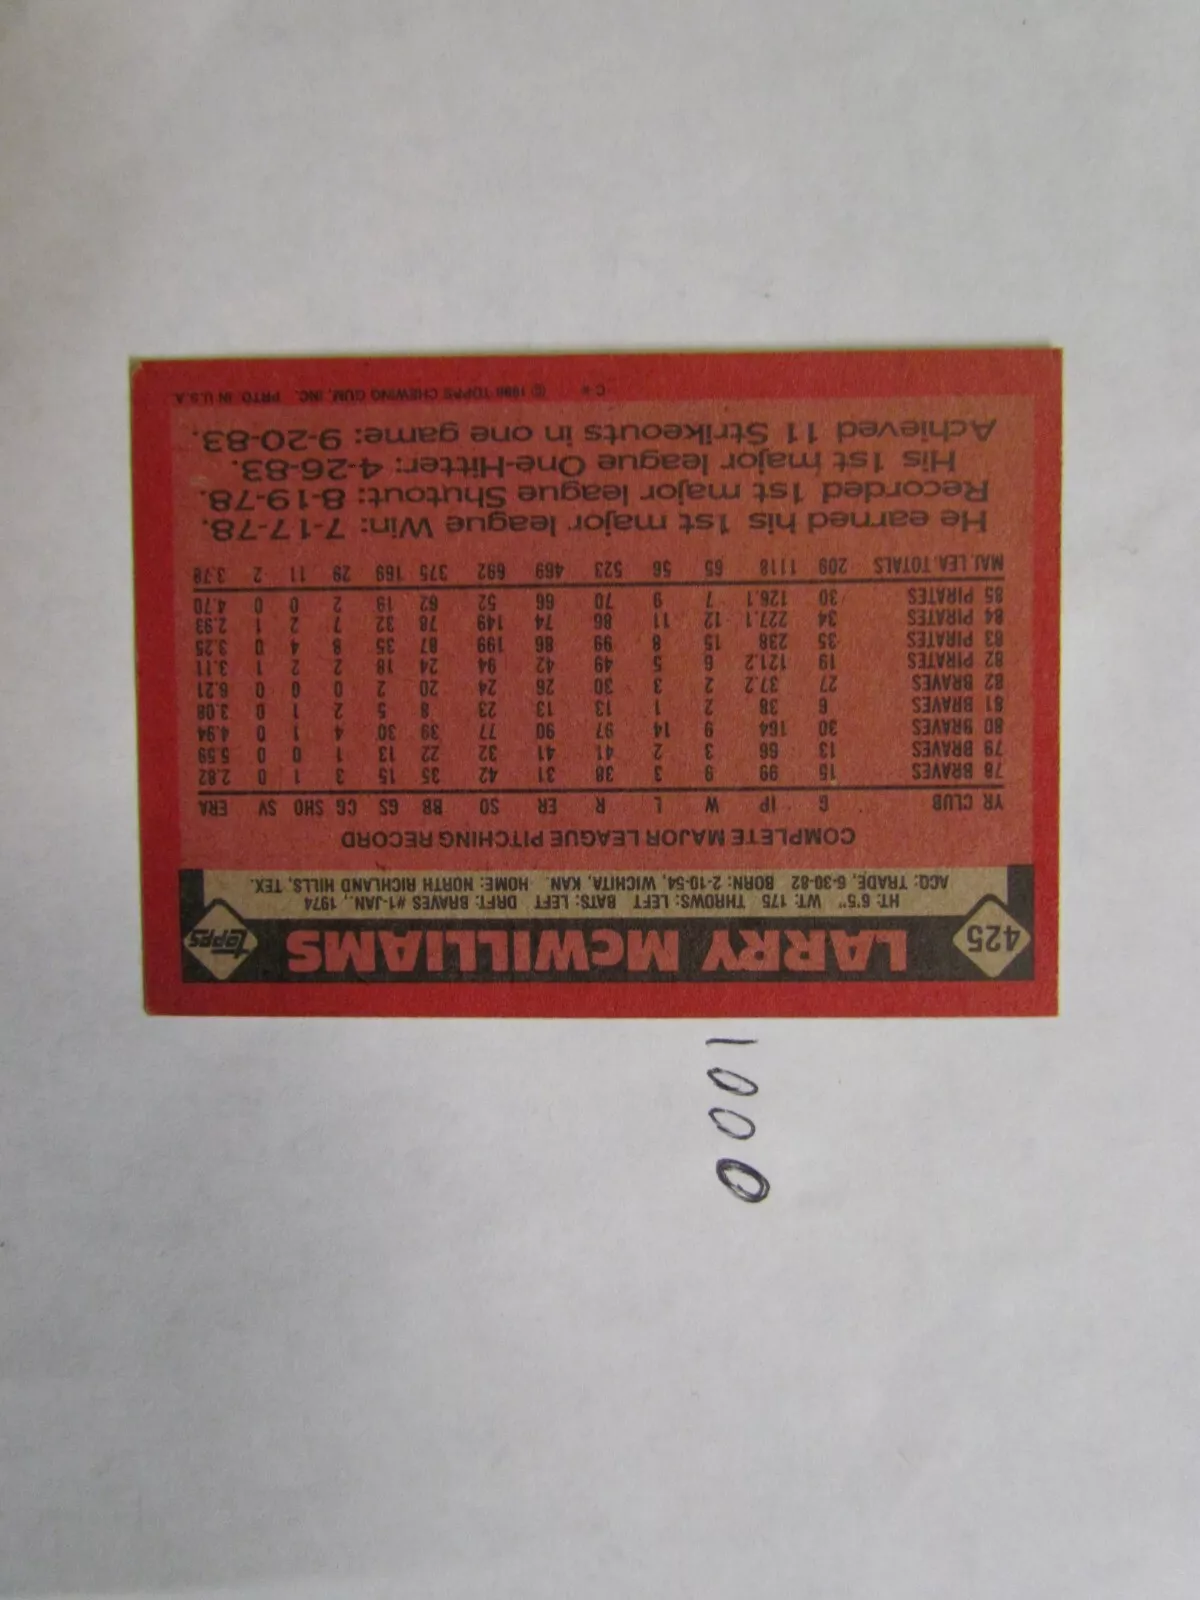 425 LARRY McWILLIAMS topps
HT: 6'5" WT: 175 THROWS: LEFT BATS: LEFT DRFT: BRAVES #1-JAN., 1974
ACQ: TRADE, 6-30-82 BORN: 2-10-54, WICHITA, KAN. HOME: NORTH RICHLAND HILLS, TEX.
COMPLETE MAJOR LEAGUE PITCHING RECORD
YR CLUB G IP W L R ER SO BB GS CG SHO SV ERA
78 BRAVES 15 99 9 3 38 31 42 35 15 3 1 0 2.82
79 BRAVES 13 66 3 2 41 41 32 22 13 1 0 0 5.59
80 BRAVES 30 164 9 14 97 90 77 39 30 4 1 0 4.94
81 BRAVES 6 38 2 1 13 13 23 8 5 2 1 0 3.08
82 BRAVES 27 37.2 2 3 30 26 24 20 2 0 0 0 6.21
82 PIRATES 19 121.2 6 5 49 42 94 24 18 2 2 1 3.11
83 PIRATES 35 238 15 8 99 86 199 87 35 8 4 0 3.25
84 PIRATES 34 227.1 12 11 86 74 149 78 32 7 2 1 2.93
85 PIRATES 30 126.1 7 9 70 66 52 62 19 2 0 0 4.70
MAJ. LEA. TOTALS 209 1118 65 56 523 469 692 375 169 29 11 2 3.78
He earned his 1st major league Win: 7-17-78.
Recorded 1st major league Shutout: 8-19-78.
His 1st major league One-Hitter: 4-26-83.
Achieved 11 Strikeouts in one game: 9-20-83.
© 1986 TOPPS CHEWING GUM, INC. PRTD. IN U.S.A.
1000